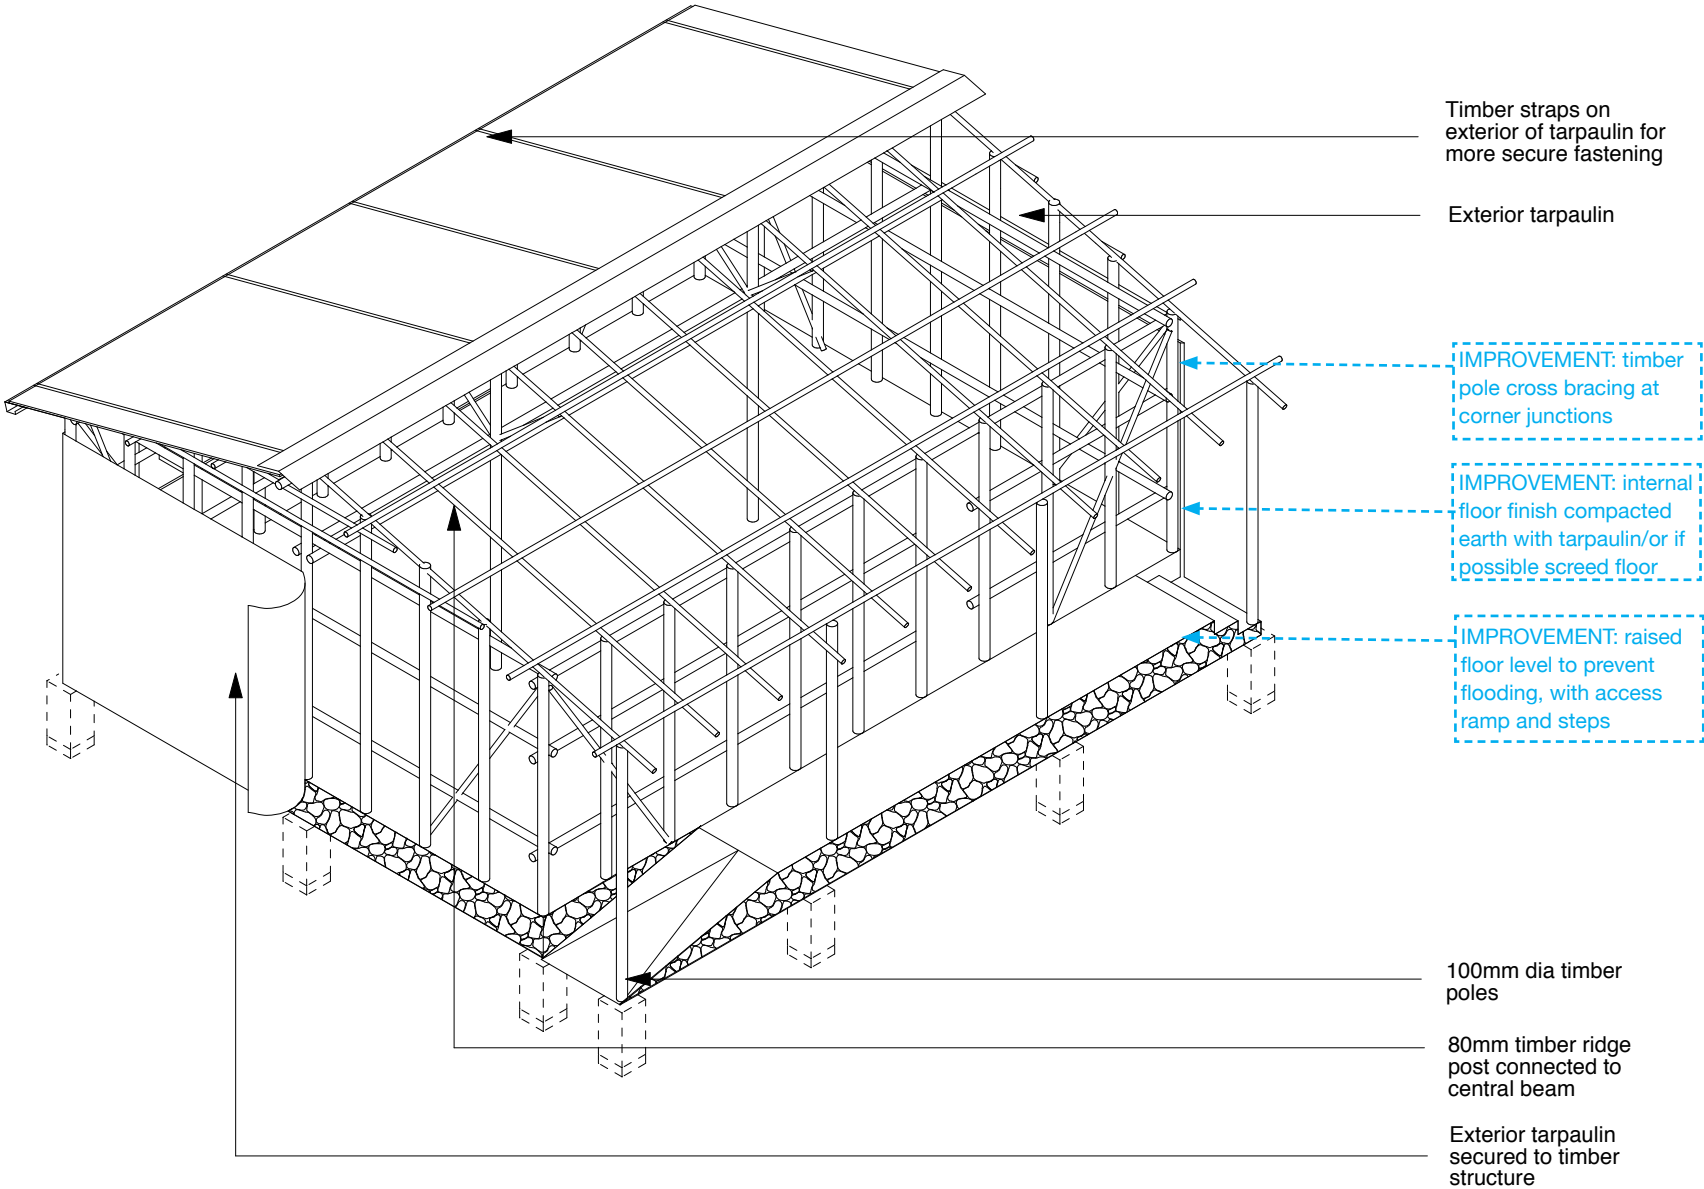 Timber straps on
exterior of tarpaulin for
more secure fastening
Exterior tarpaulin
IMPROVEMENT: timber
pole cross bracing at
corner junctions
IMPROVEMENT: internal
floor finish compacted
earth with tarpaulin/or if
possible screed floor
IMPROVEMENT: raised
floor level to prevent
flooding, with access
ramp and steps
100mm dia timber
poles
80mm timber ridge
post connected to
central beam
Exterior tarpaulin
secured to timber
structure